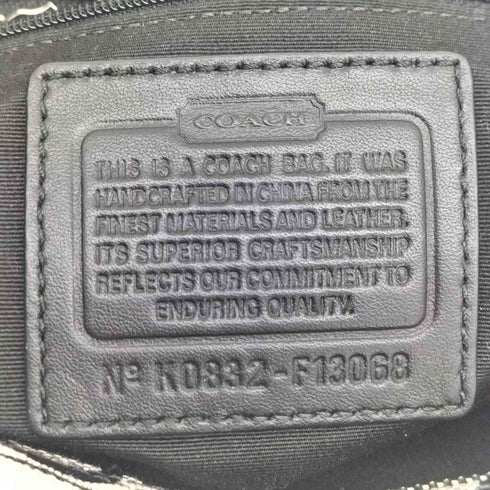 COACH
THIS IS A COACH BAG. IT WAS
HANDCRAFTED IN CHINA FROM THE
FINEST MATERIALS AND LEATHER.
ITS SUPERIOR CRAFTSMANSHIP
REFLECTS OUR COMMITMENT TO
ENDURING QUALITY.
Nº K0832-F13068